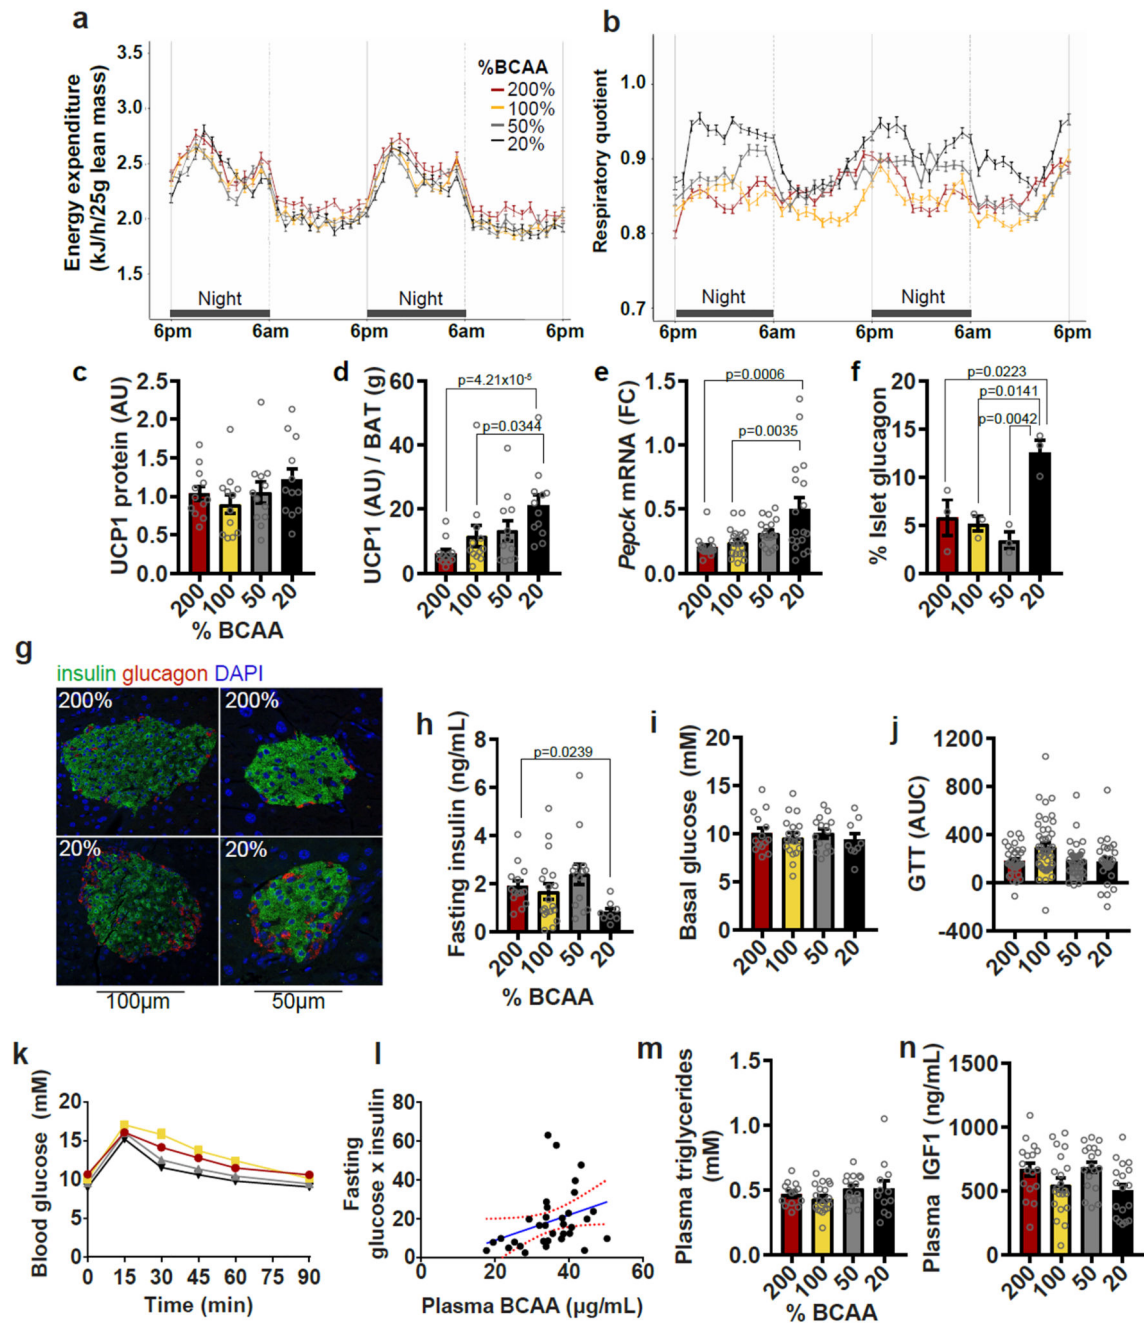 a
Energy expenditure
(kJ/h/25g lean mass)
3.5
3.0
2.5
2.0
1.5
%BCAA
200%
100%
50%
20%
Night
Night
6pm
6am
6pm
6am
6pm
b
Respiratory quotient
1.0
0.9
0.8
0.7
Night
Night
6pm
6am
6pm
6am
6pm
c
UCP1 protein (AU)
2.5
2.0
1.5
1.0
0.5
0.0
200
100
50
20
% BCAA
d
UCP1 (AU) / BAT (g)
60
40
20
0
p=4.21x10⁻⁵
p=0.0344
200
100
50
20
e
Pepck mRNA (FC)
1.5
1.0
0.5
0.0
p=0.0006
p=0.0035
200
100
50
20
f
% Islet glucagon
20
15
10
5
0
p=0.0223
p=0.0141
p=0.0042
200
100
50
20
g
insulin glucagon DAPI
200%
200%
20%
20%
100µm
50µm
h
Fasting insulin (ng/mL)
8
6
4
2
0
p=0.0239
200
100
50
20
% BCAA
i
Basal glucose (mM)
20
15
10
5
0
200
100
50
20
j
GTT (AUC)
1200
800
400
0
-400
200
100
50
20
k
Blood glucose (mM)
20
15
10
5
0
0
15
30
45
60
75
90
Time (min)
l
Fasting
glucose x insulin
80
60
40
20
0
0
20
40
60
Plasma BCAA (µg/mL)
m
Plasma triglycerides
(mM)
1.5
1.0
0.5
0.0
200
100
50
20
% BCAA
n
Plasma IGF1 (ng/mL)
1500
1000
500
0
200
100
50
20